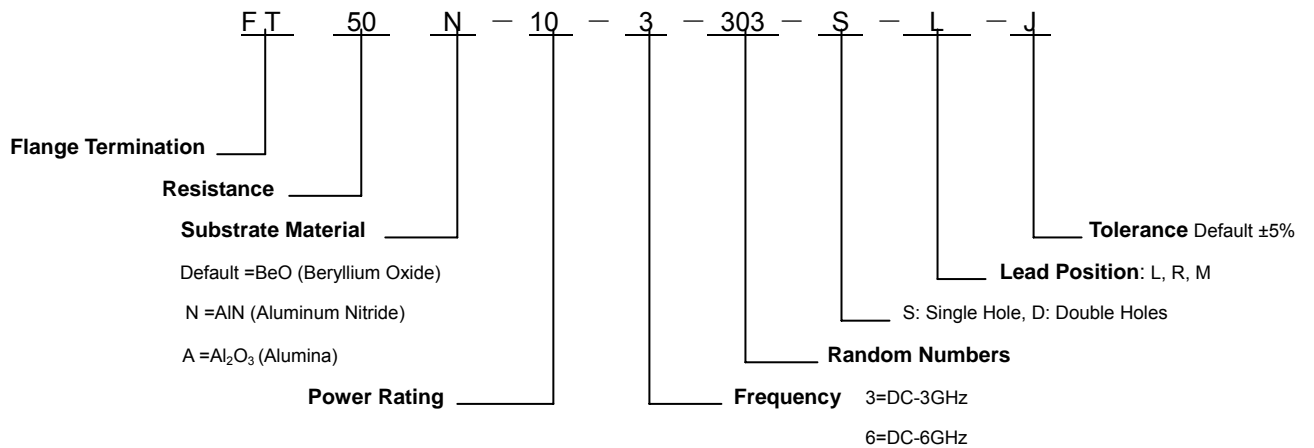 FT 50 N — 10 — 3 — 303 — S — L — J
Flange Termination
Resistance
Substrate Material
Default =BeO (Beryllium Oxide)
N =AlN (Aluminum Nitride)
A =Al₂O₃ (Alumina)
Power Rating
Tolerance Default ±5%
Lead Position: L, R, M
S: Single Hole, D: Double Holes
Random Numbers
Frequency 3=DC-3GHz
6=DC-6GHz